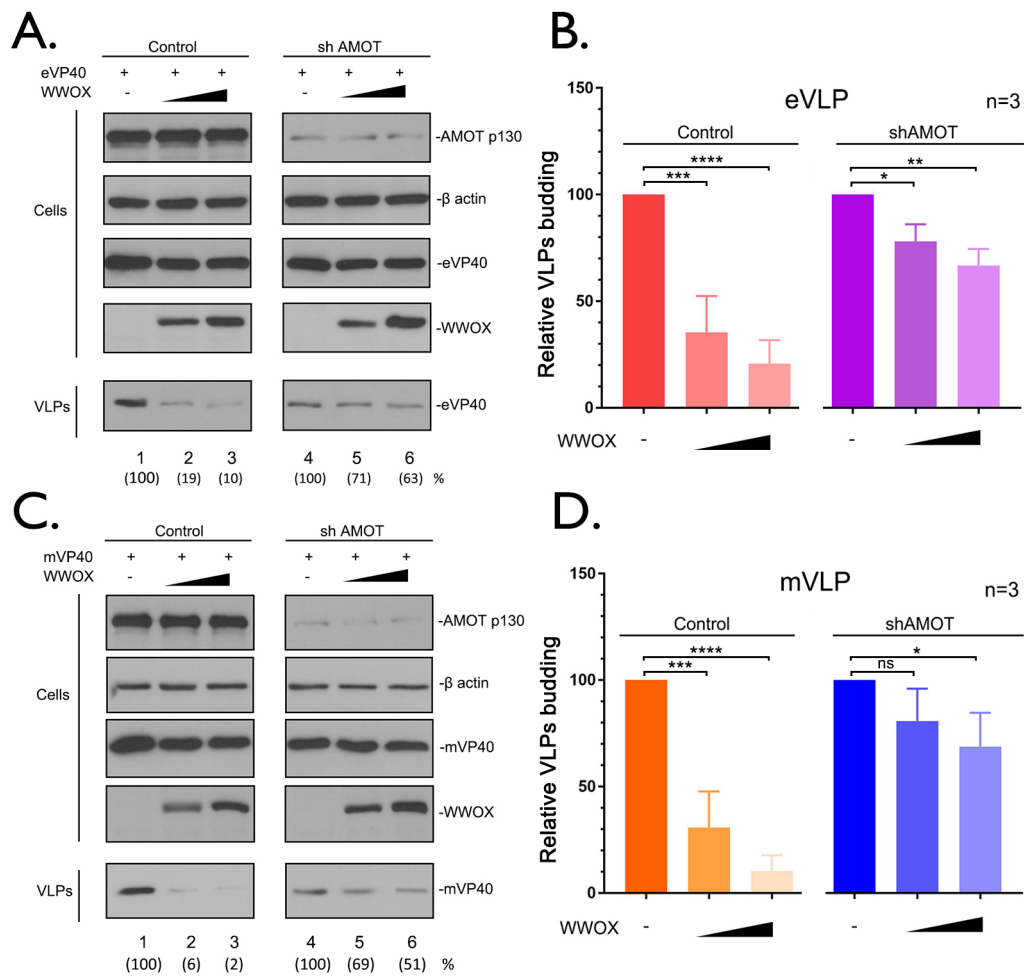 A.
Control
sh AMOT
eVP40 + + + + + +
WWOX - -
Cells
-AMOT p130
-β actin
-eVP40
-WWOX
VLPs
-eVP40
1 2 3 4 5 6
(100) (19) (10) (100) (71) (63) %
B.
eVLP
n=3
Control
shAMOT
**** **
*** *
Relative VLPs budding
150
100
50
0
WWOX - -
C.
Control
sh AMOT
mVP40 + + + + + +
WWOX - -
Cells
-AMOT p130
-β actin
-mVP40
-WWOX
VLPs
-mVP40
1 2 3 4 5 6
(100) (6) (2) (100) (69) (51) %
D.
mVLP
n=3
Control
shAMOT
**** *
*** ns
Relative VLPs budding
150
100
50
0
WWOX - -